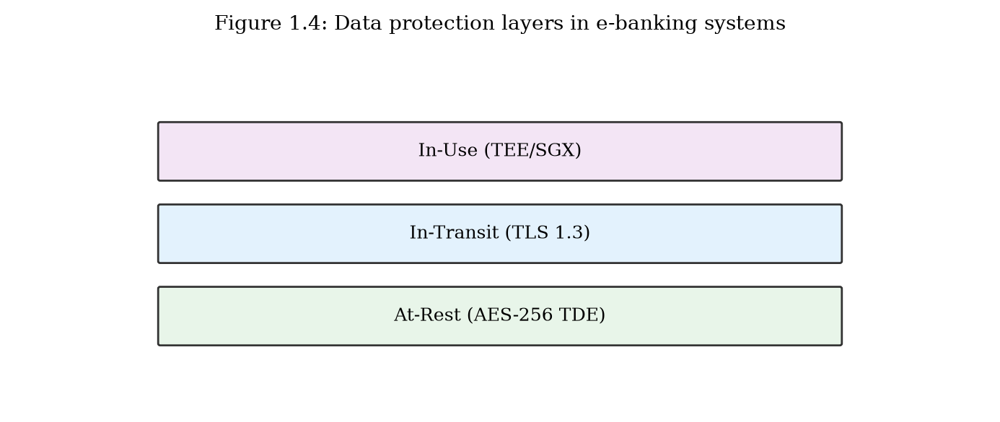 Figure 1.4: Data protection layers in e-banking systems
In-Use (TEE/SGX)
In-Transit (TLS 1.3)
At-Rest (AES-256 TDE)